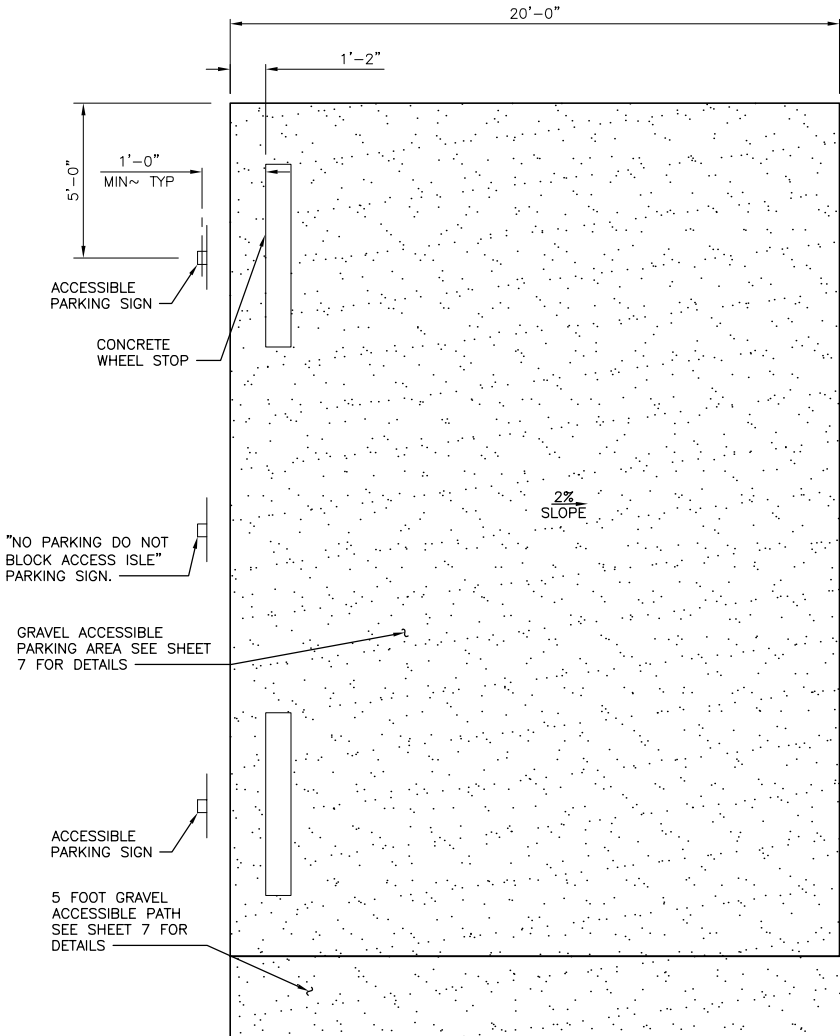 20'-0"
1'-2"
5'-0"
1'-0"
MIN~ TYP
ACCESSIBLE
PARKING SIGN
CONCRETE
WHEEL STOP
2%
SLOPE
"NO PARKING DO NOT
BLOCK ACCESS ISLE"
PARKING SIGN.
GRAVEL ACCESSIBLE
PARKING AREA SEE SHEET
7 FOR DETAILS
ACCESSIBLE
PARKING SIGN
5 FOOT GRAVEL
ACCESSIBLE PATH
SEE SHEET 7 FOR
DETAILS